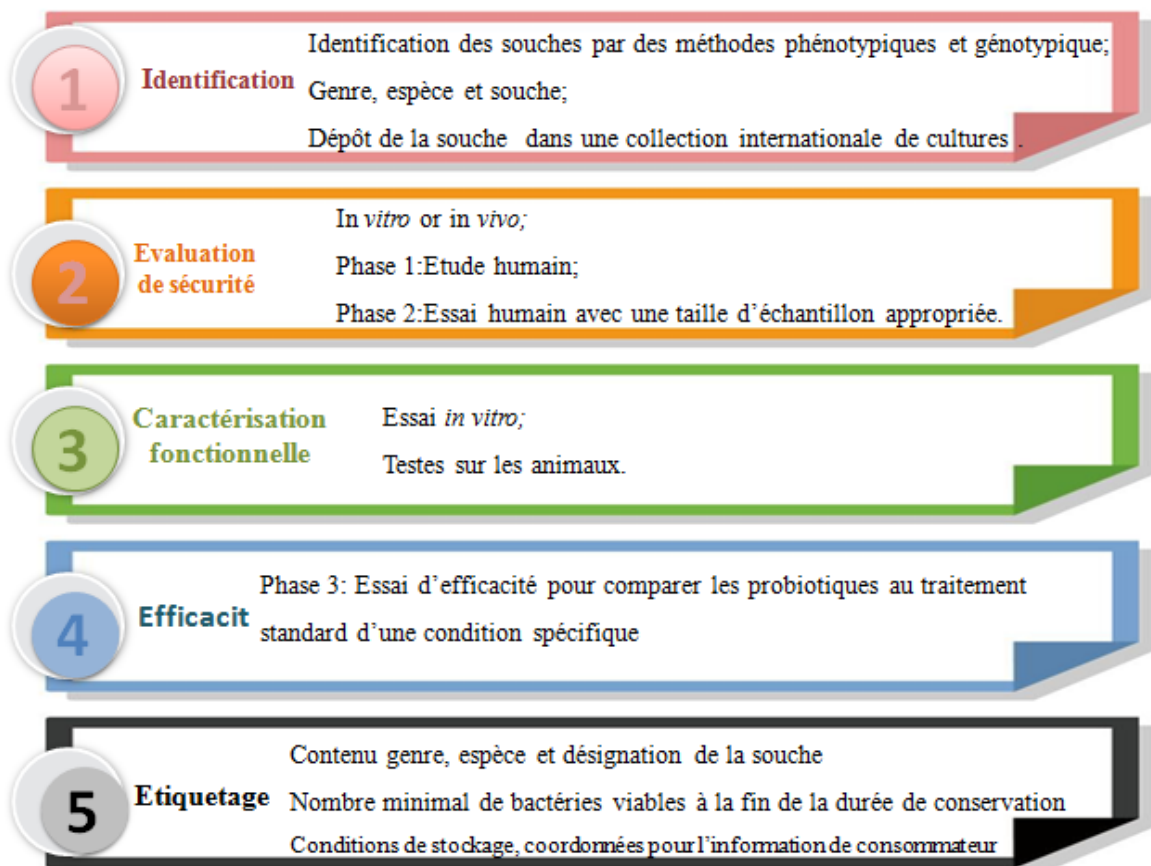 1
Identification
Identification des souches par des méthodes phénotypiques et génotypique;
Genre, espèce et souche;
Dépôt de la souche dans une collection internationale de cultures .
2
Evaluation
de sécurité
In vitro or in vivo;
Phase 1:Etude humain;
Phase 2:Essai humain avec une taille d’échantillon appropriée.
3
Caractérisation
fonctionnelle
Essai in vitro;
Testes sur les animaux.
4
Efficacit
Phase 3: Essai d’efficacité pour comparer les probiotiques au traitement
standard d’une condition spécifique
5
Etiquetage
Contenu genre, espèce et désignation de la souche
Nombre minimal de bactéries viables à la fin de la durée de conservation
Conditions de stockage, coordonnées pour l’information de consommateur